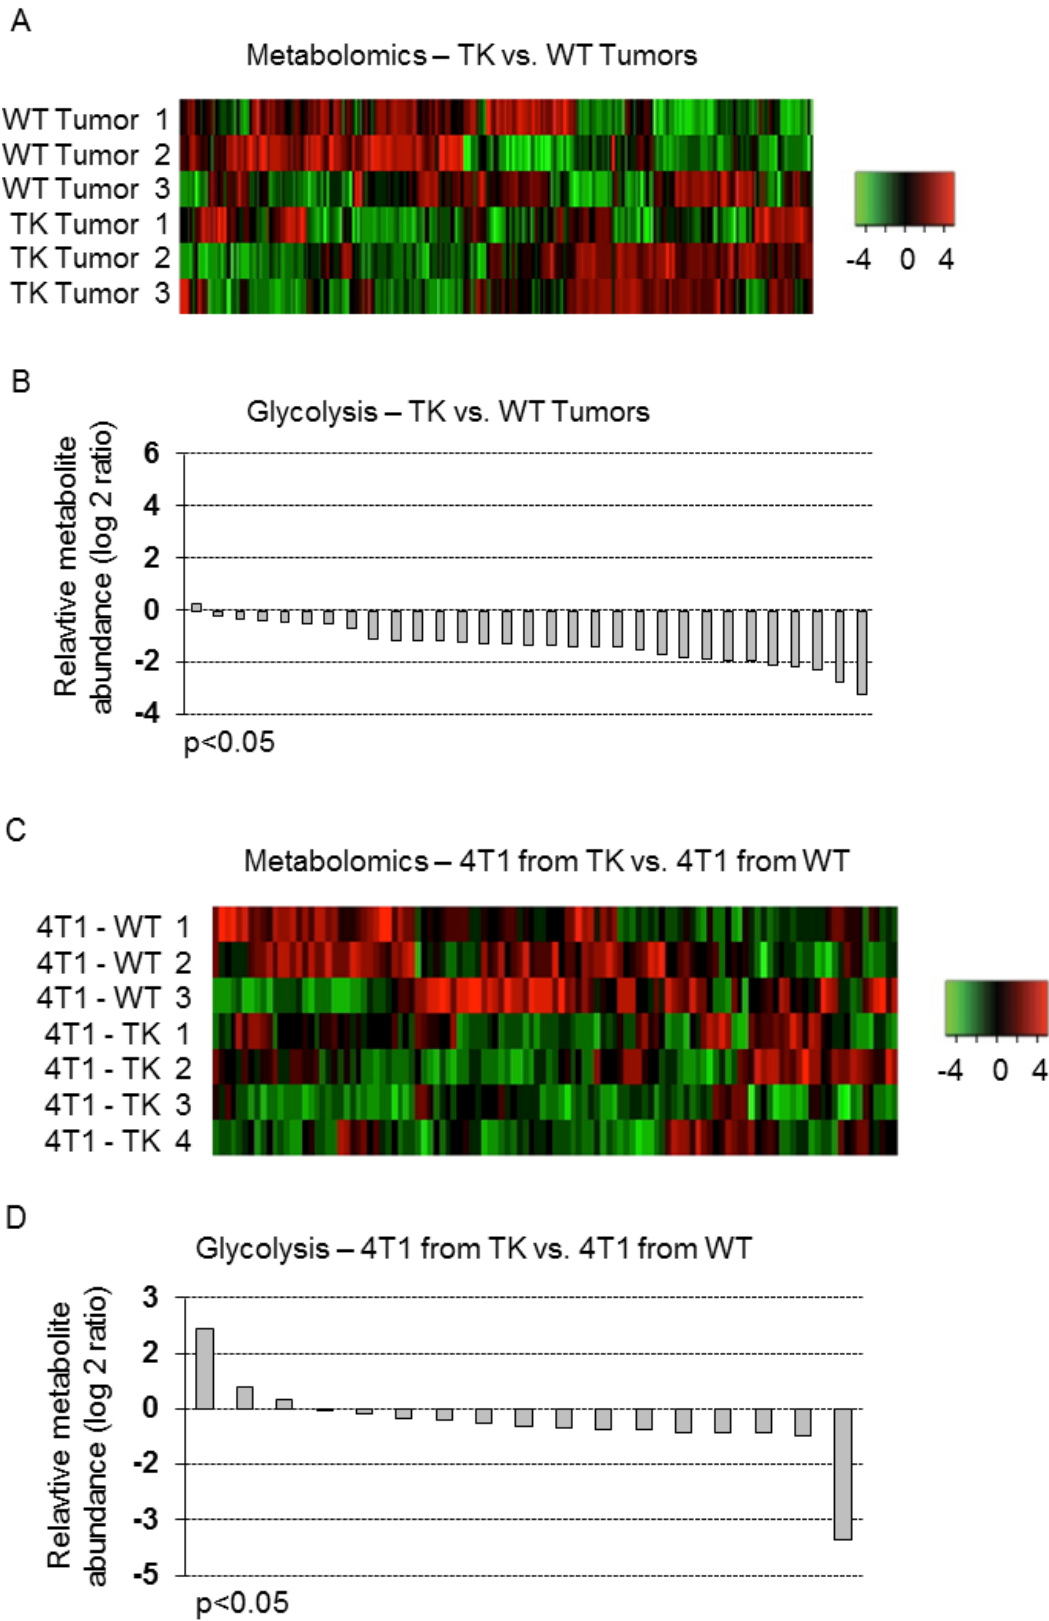 A
Metabolomics – TK vs. WT Tumors
WT Tumor 1
WT Tumor 2
WT Tumor 3
TK Tumor 1
TK Tumor 2
TK Tumor 3
-4 0 4
B
Glycolysis – TK vs. WT Tumors
Relavtive metabolite
abundance (log 2 ratio)
6
4
2
0
-2
-4
p<0.05
C
Metabolomics – 4T1 from TK vs. 4T1 from WT
4T1 - WT 1
4T1 - WT 2
4T1 - WT 3
4T1 - TK 1
4T1 - TK 2
4T1 - TK 3
4T1 - TK 4
-4 0 4
D
Glycolysis – 4T1 from TK vs. 4T1 from WT
Relavtive metabolite
abundance (log 2 ratio)
3
2
0
-2
-3
-5
p<0.05